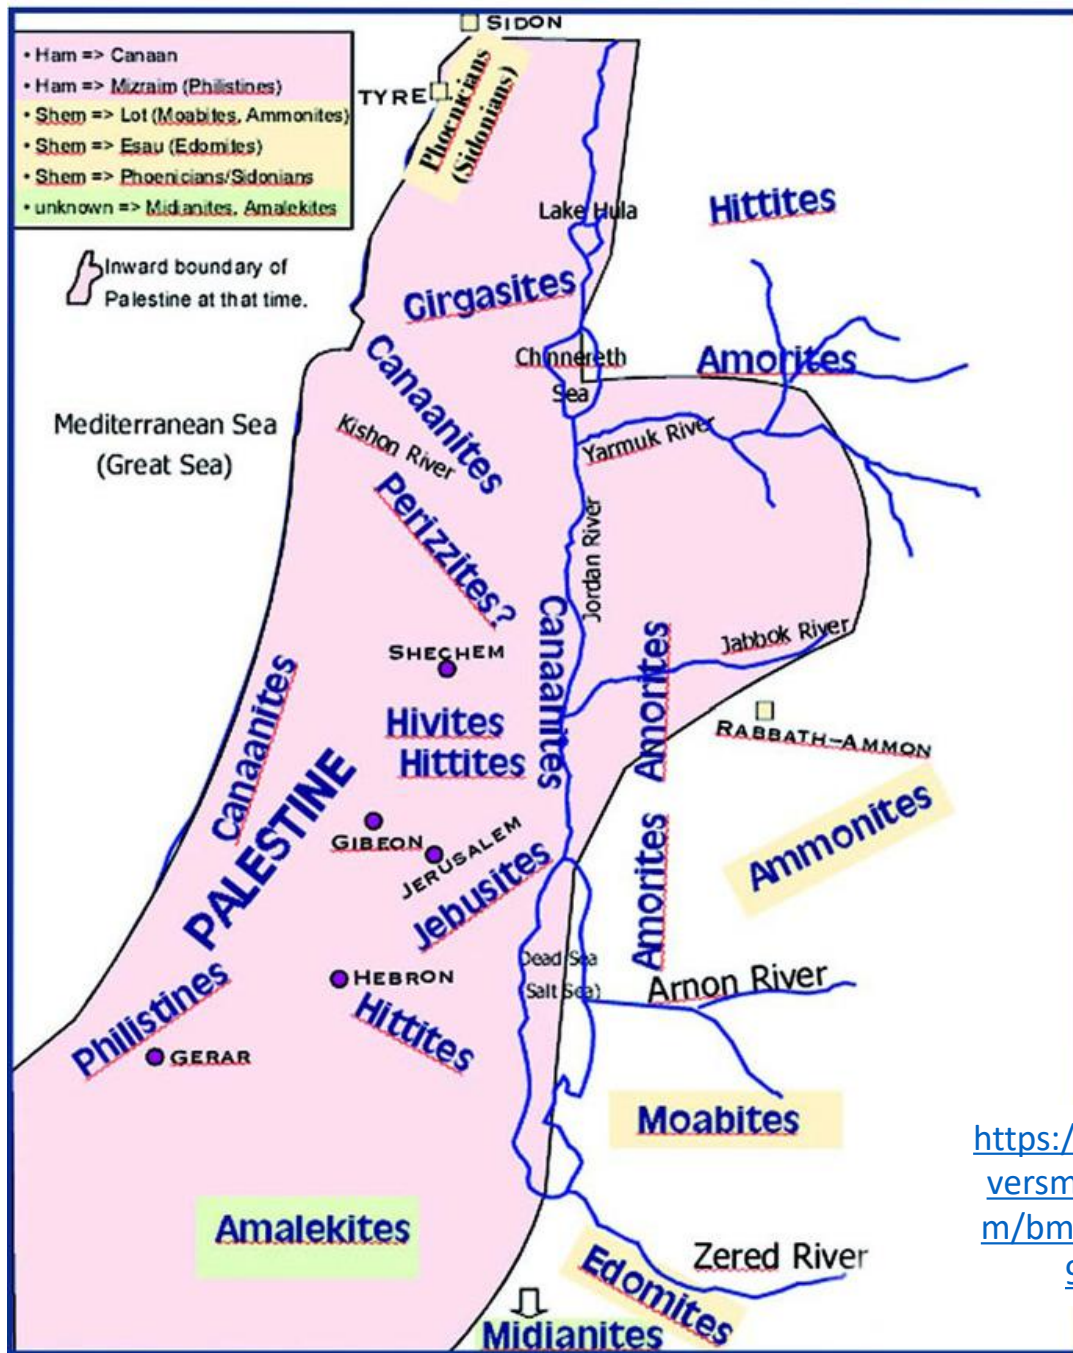 SIDON
• Ham => Canaan
• Ham => Mizraim (Philistines)
• Shem => Lot (Moabites, Ammonites)
• Shem => Esau (Edomites)
• Shem => Phoenicians/Sidonians
• unknown => Midianites, Amalekites
TYRE
Phoenicians
(Sidonians)
Inward boundary of
Palestine at that time.
Lake Hula
Hittites
Girgasites
Chinnereth
Sea
Amorites
Canaanites
Mediterranean Sea
(Great Sea)
Kishon River
Yarmuk River
Perizzites?
Jordan River
Canaanites
SHECHEM
Jabbok River
Amorites
Canaanites
Hivites
Hittites
RABBATH-AMMON
PALESTINE
GIBEON
JERUSALEM
Jebusites
Amorites
Ammonites
HEBRON
Dead Sea
Salt Sea)
Arnon River
Philistines
Hittites
GERAR
Moabites
https:/
versm
m/bm
Amalekites
Edomites
Zered River
Midianites